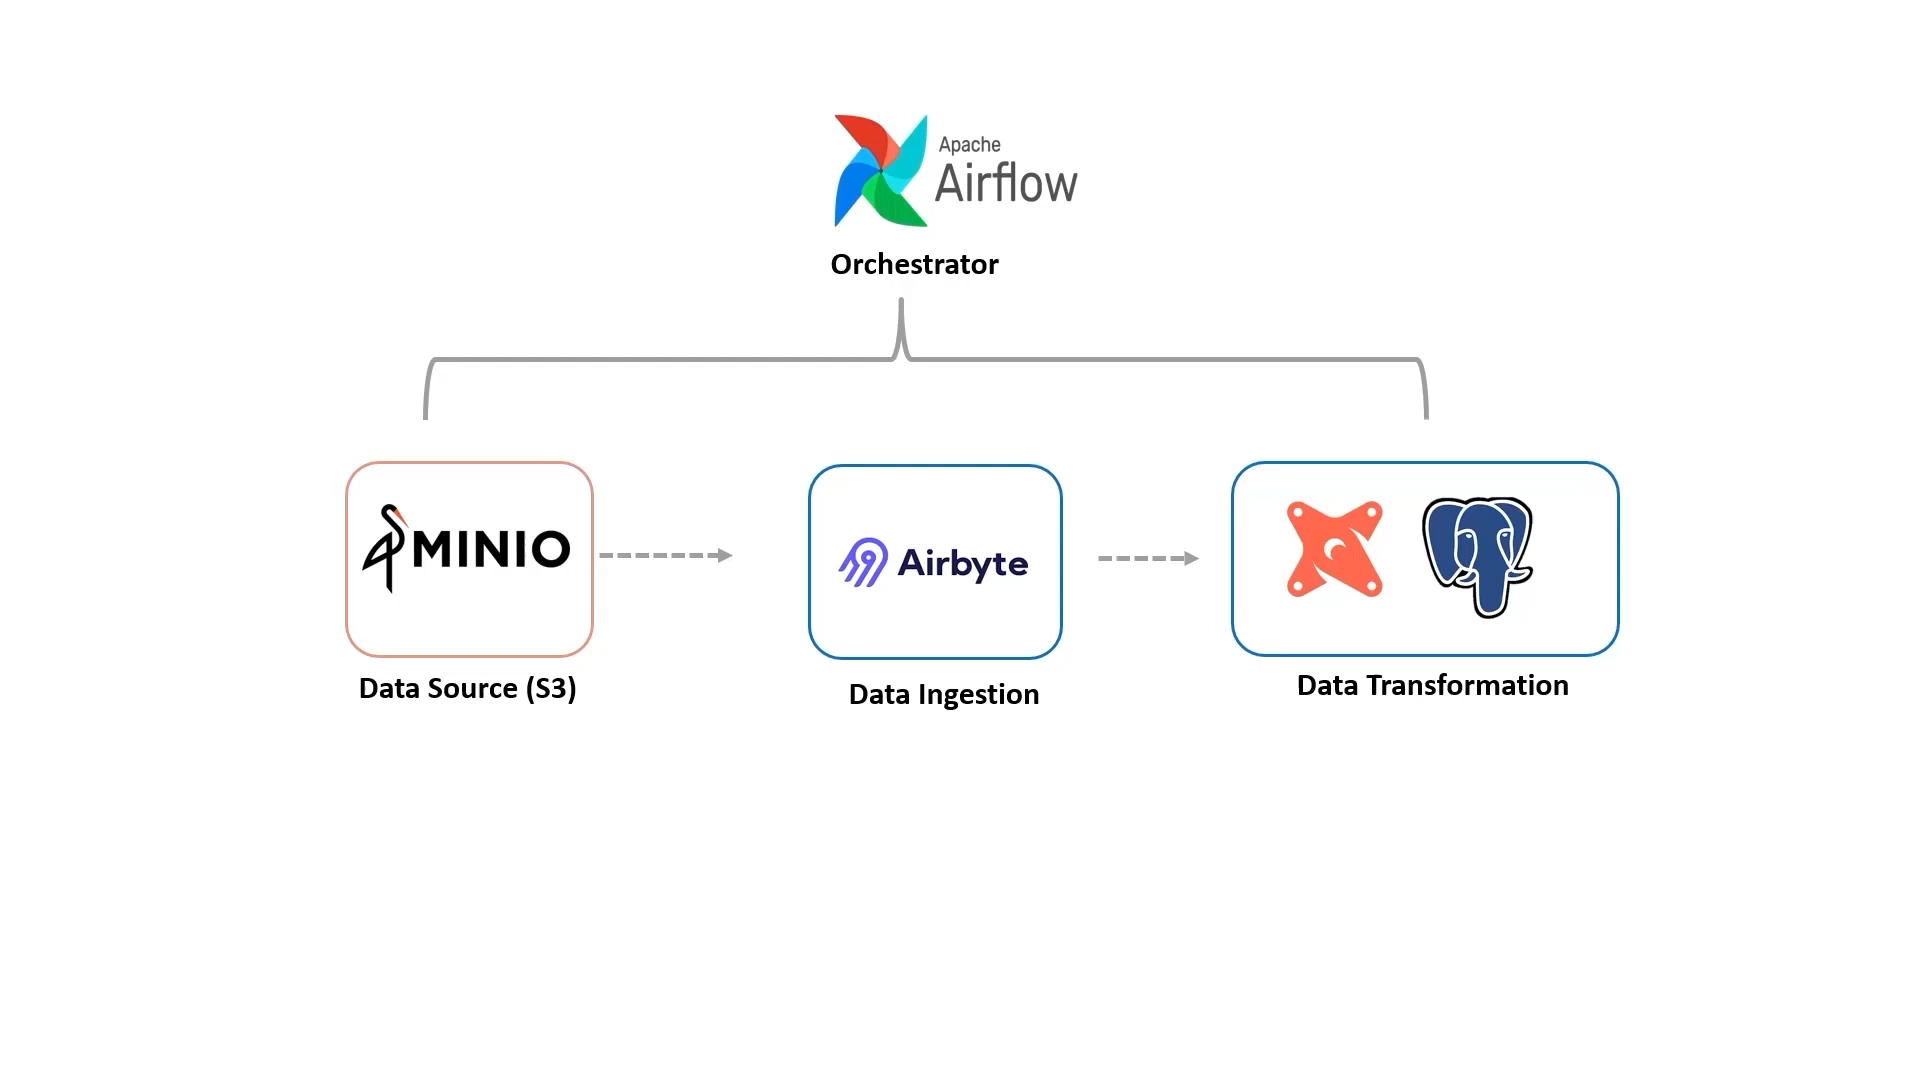 Apache
Airflow
Orchestrator
MINIO
Airbyte
Data Source (S3)
Data Ingestion
Data Transformation